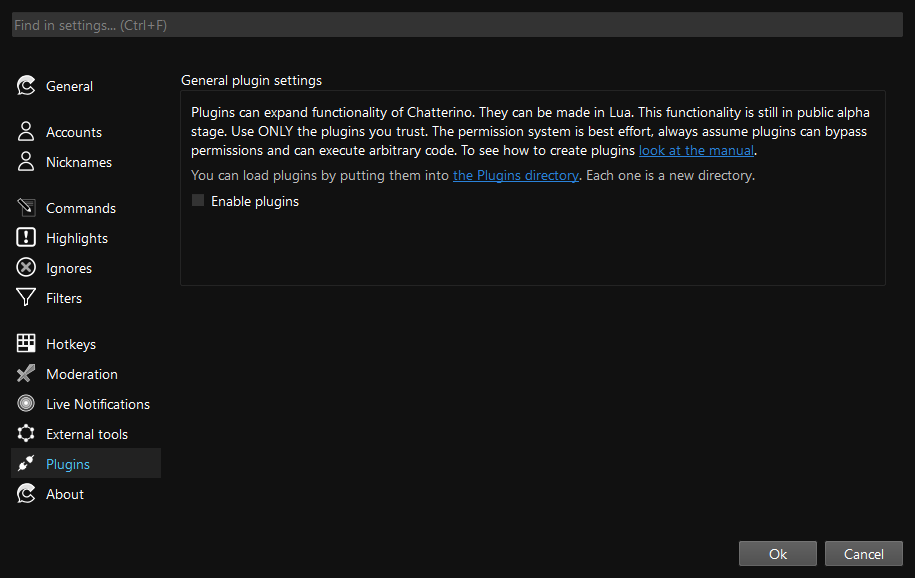 Find in settings... (Ctrl+F)
General
Accounts
Nicknames
Commands
Highlights
Ignores
Filters
Hotkeys
Moderation
Live Notifications
External tools
Plugins
About
General plugin settings
Plugins can expand functionality of Chatterino. They can be made in Lua. This functionality is still in public alpha
stage. Use ONLY the plugins you trust. The permission system is best effort, always assume plugins can bypass
permissions and can execute arbitrary code. To see how to create plugins look at the manual.
You can load plugins by putting them into the Plugins directory. Each one is a new directory.
Enable plugins
Ok
Cancel